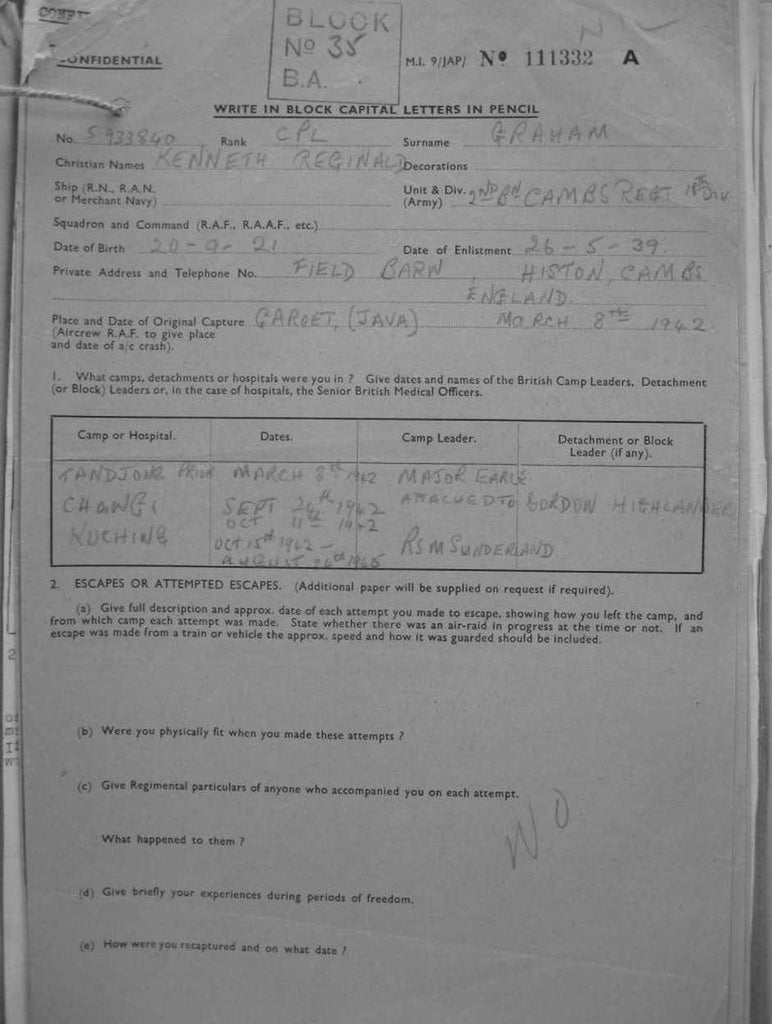 BLOCK
No 35
B.A.
CONFIDENTIAL
M.I. 9/JAP/ No 111332 A
WRITE IN BLOCK CAPITAL LETTERS IN PENCIL
No. 5933840 Rank CPL Surname GRAHAM
Christian Names KENNETH REGINALD Decorations
Ship (R.N., R.A.N. or Merchant Navy)
Unit & Div. (Army) 2ND BN CAMBS REGT 18th DIV
Squadron and Command (R.A.F., R.A.A.F., etc.)
Date of Birth 20-9-21 Date of Enlistment 26-5-39
Private Address and Telephone No. FIELD BARN, HISTON, CAMBS
ENGLAND.
Place and Date of Original Capture GAROET, (JAVA) MARCH 8TH 1942
(Aircrew R.A.F. to give place
and date of a/c crash).
1. What camps, detachments or hospitals were you in ? Give dates and names of the British Camp Leaders, Detachment
(or Block) Leaders or, in the case of hospitals, the Senior British Medical Officers.
Camp or Hospital. Dates. Camp Leader. Detachment or Block Leader (if any).
TANDJONG PRIOK MARCH 8th 1942 MAJOR EARLE
CHANGI SEPT 24th 1942 ATTACHED TO GORDON HIGHLANDERS
OCT 11th 1942
KUCHING OCT 15th 1942 - RSM SUNDERLAND
AUGUST 1945
2. ESCAPES OR ATTEMPTED ESCAPES. (Additional paper will be supplied on request if required).
(a) Give full description and approx. date of each attempt you made to escape, showing how you left the camp, and
from which camp each attempt was made. State whether there was an air-raid in progress at the time or not. If an
escape was made from a train or vehicle the approx. speed and how it was guarded should be included.
(b) Were you physically fit when you made these attempts ?
(c) Give Regimental particulars of anyone who accompanied you on each attempt.
NO
What happened to them ?
(d) Give briefly your experiences during periods of freedom.
(e) How were you recaptured and on what date ?